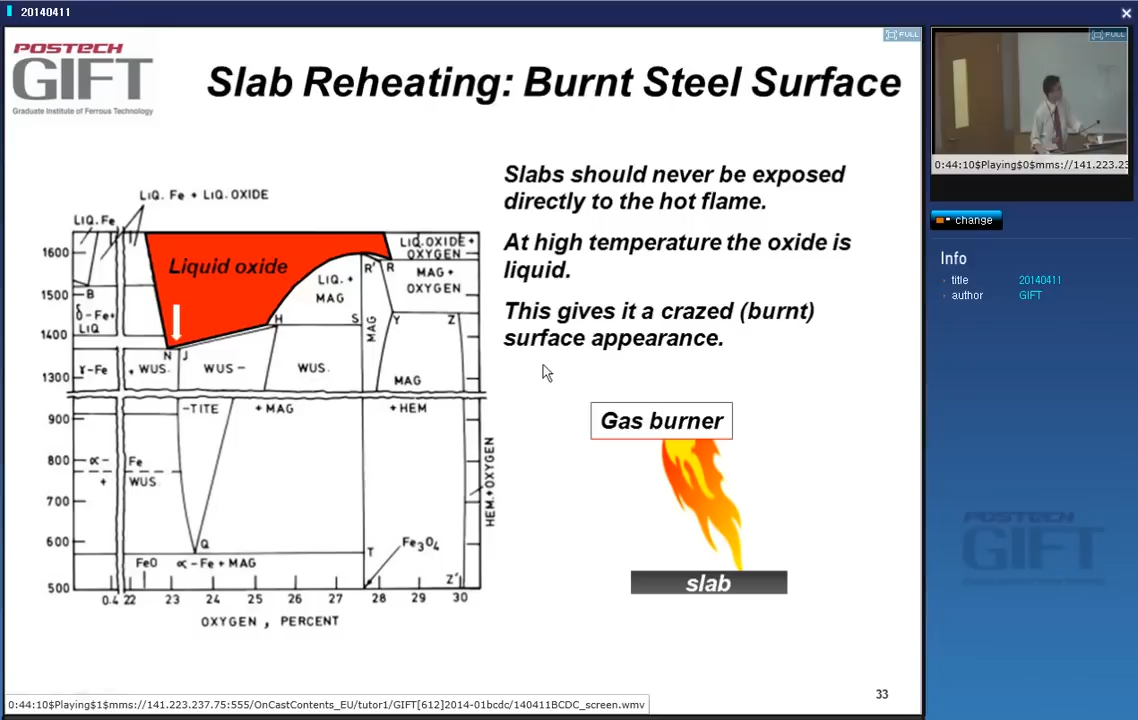 20140411
POSTECH
GIFT
Graduate Institute of Ferrous Technology
Slab Reheating: Burnt Steel Surface
FULL
FULL
0:44:10$Playing$0$mms://141.223.23
change
Info
title 20140411
author GIFT
POSTECH
GIFT
Slabs should never be exposed
directly to the hot flame.
At high temperature the oxide is
liquid.
This gives it a crazed (burnt)
surface appearance.
Gas burner
slab
LIQ. Fe + LIQ. OXIDE
LIQ. Fe
1600
1500
1400
1300
900
800
700
600
500
Liquid oxide
LIQ.OXIDE+
OXYGEN
R' R
MAG+
OXYGEN
LIQ.+
MAG
B
δ-Fe+
LIQ
H
S
MAG
Y
Z
N J
γ-Fe
+ WUS.
WUS-
WUS.
MAG
-TITE
+MAG
+HEM
α-
+
Fe
WUS.
HEM.+OXYGEN
Q
T
Fe3O4
FeO
α-Fe+MAG
Z'
0.4 22 23 24 25 26 27 28 29 30
OXYGEN , PERCENT
33
0:44:10$Playing$1$mms://141.223.237.75:555/OnCastContents_EU/tutor1/GIFT[612]2014-01bcdc/140411BCDC_screen.wmv